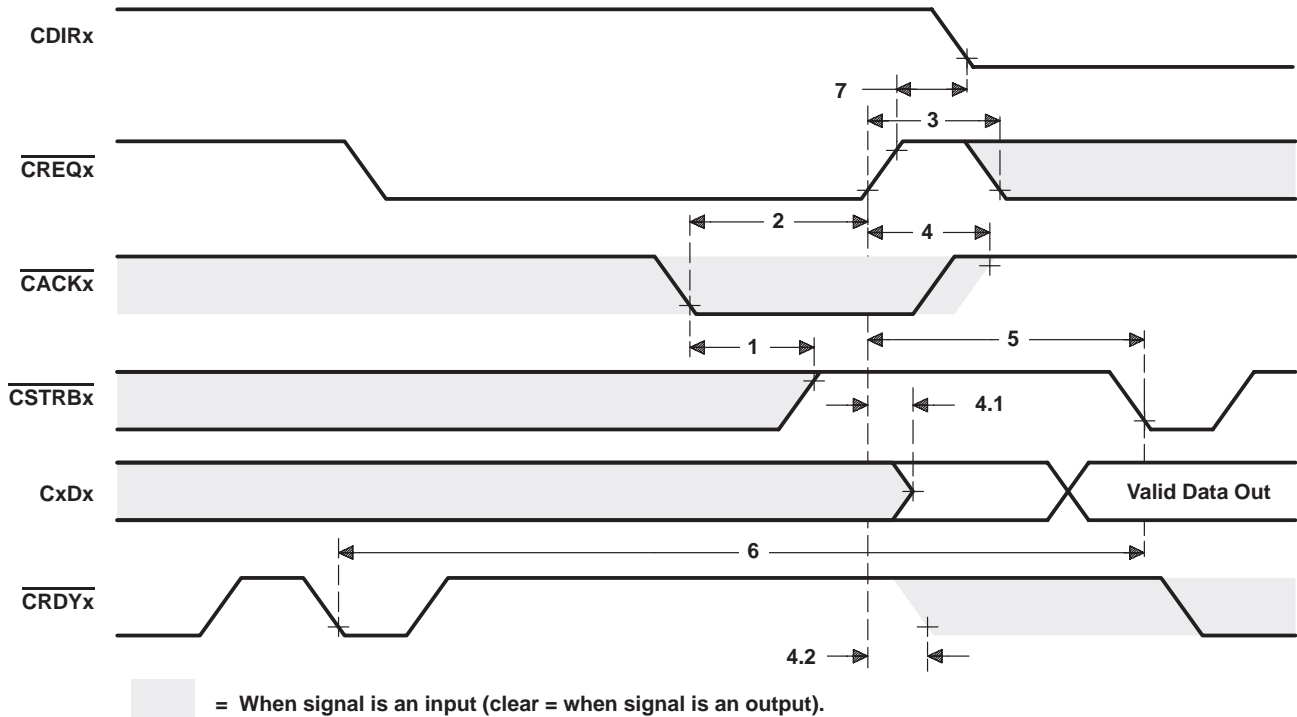 CDIRx
7
3
CREQx
2
4
CACKx
1
5
CSTRBx
4.1
CxDx
Valid Data Out
6
CRDYx
4.2
= When signal is an input (clear = when signal is an output).